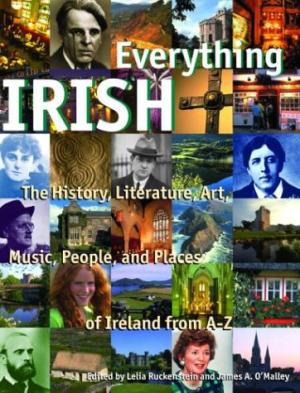 Everything
IRISH
The History, Literature, Art,
Music, People, and Places
of Ireland from A-Z
Edited by Lelia Ruckenstein and James A. O'Malley